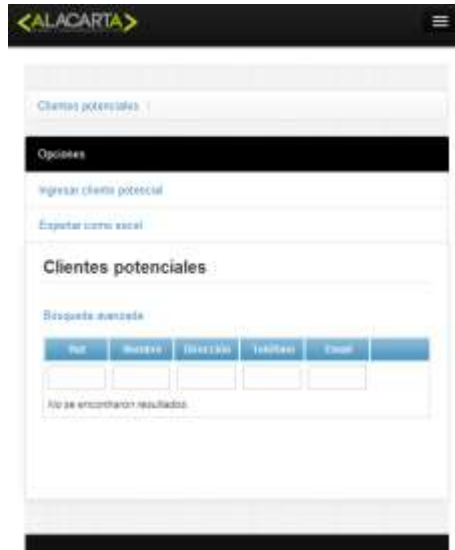 <ALACARTA>
Clientes potenciales
Opciones
Ingresar cliente potencial
Exportar como excel
Clientes potenciales
Búsqueda avanzada
Rut Nombre Dirección Teléfono Email
No se encontraron resultados.